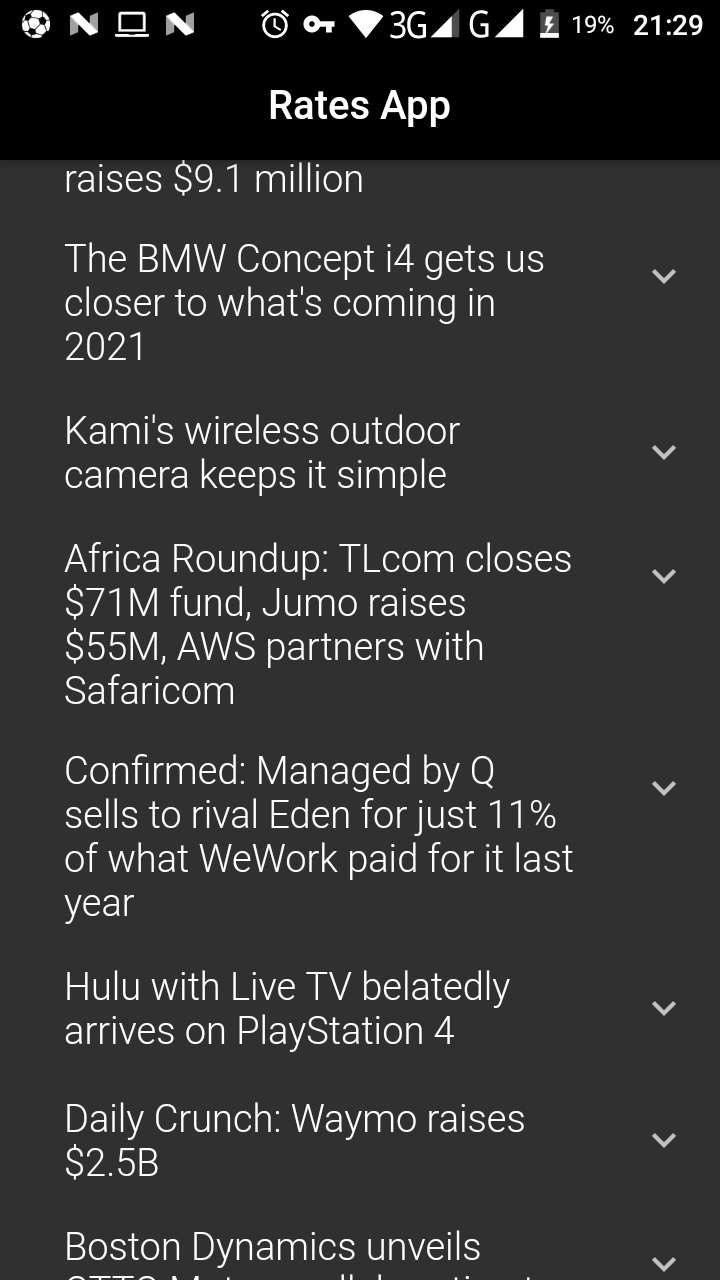 3G G 19% 21:29
Rates App
raises $9.1 million
The BMW Concept i4 gets us
closer to what's coming in
2021
Kami's wireless outdoor
camera keeps it simple
Africa Roundup: TLcom closes
$71M fund, Jumo raises
$55M, AWS partners with
Safaricom
Confirmed: Managed by Q
sells to rival Eden for just 11%
of what WeWork paid for it last
year
Hulu with Live TV belatedly
arrives on PlayStation 4
Daily Crunch: Waymo raises
$2.5B
Boston Dynamics unveils